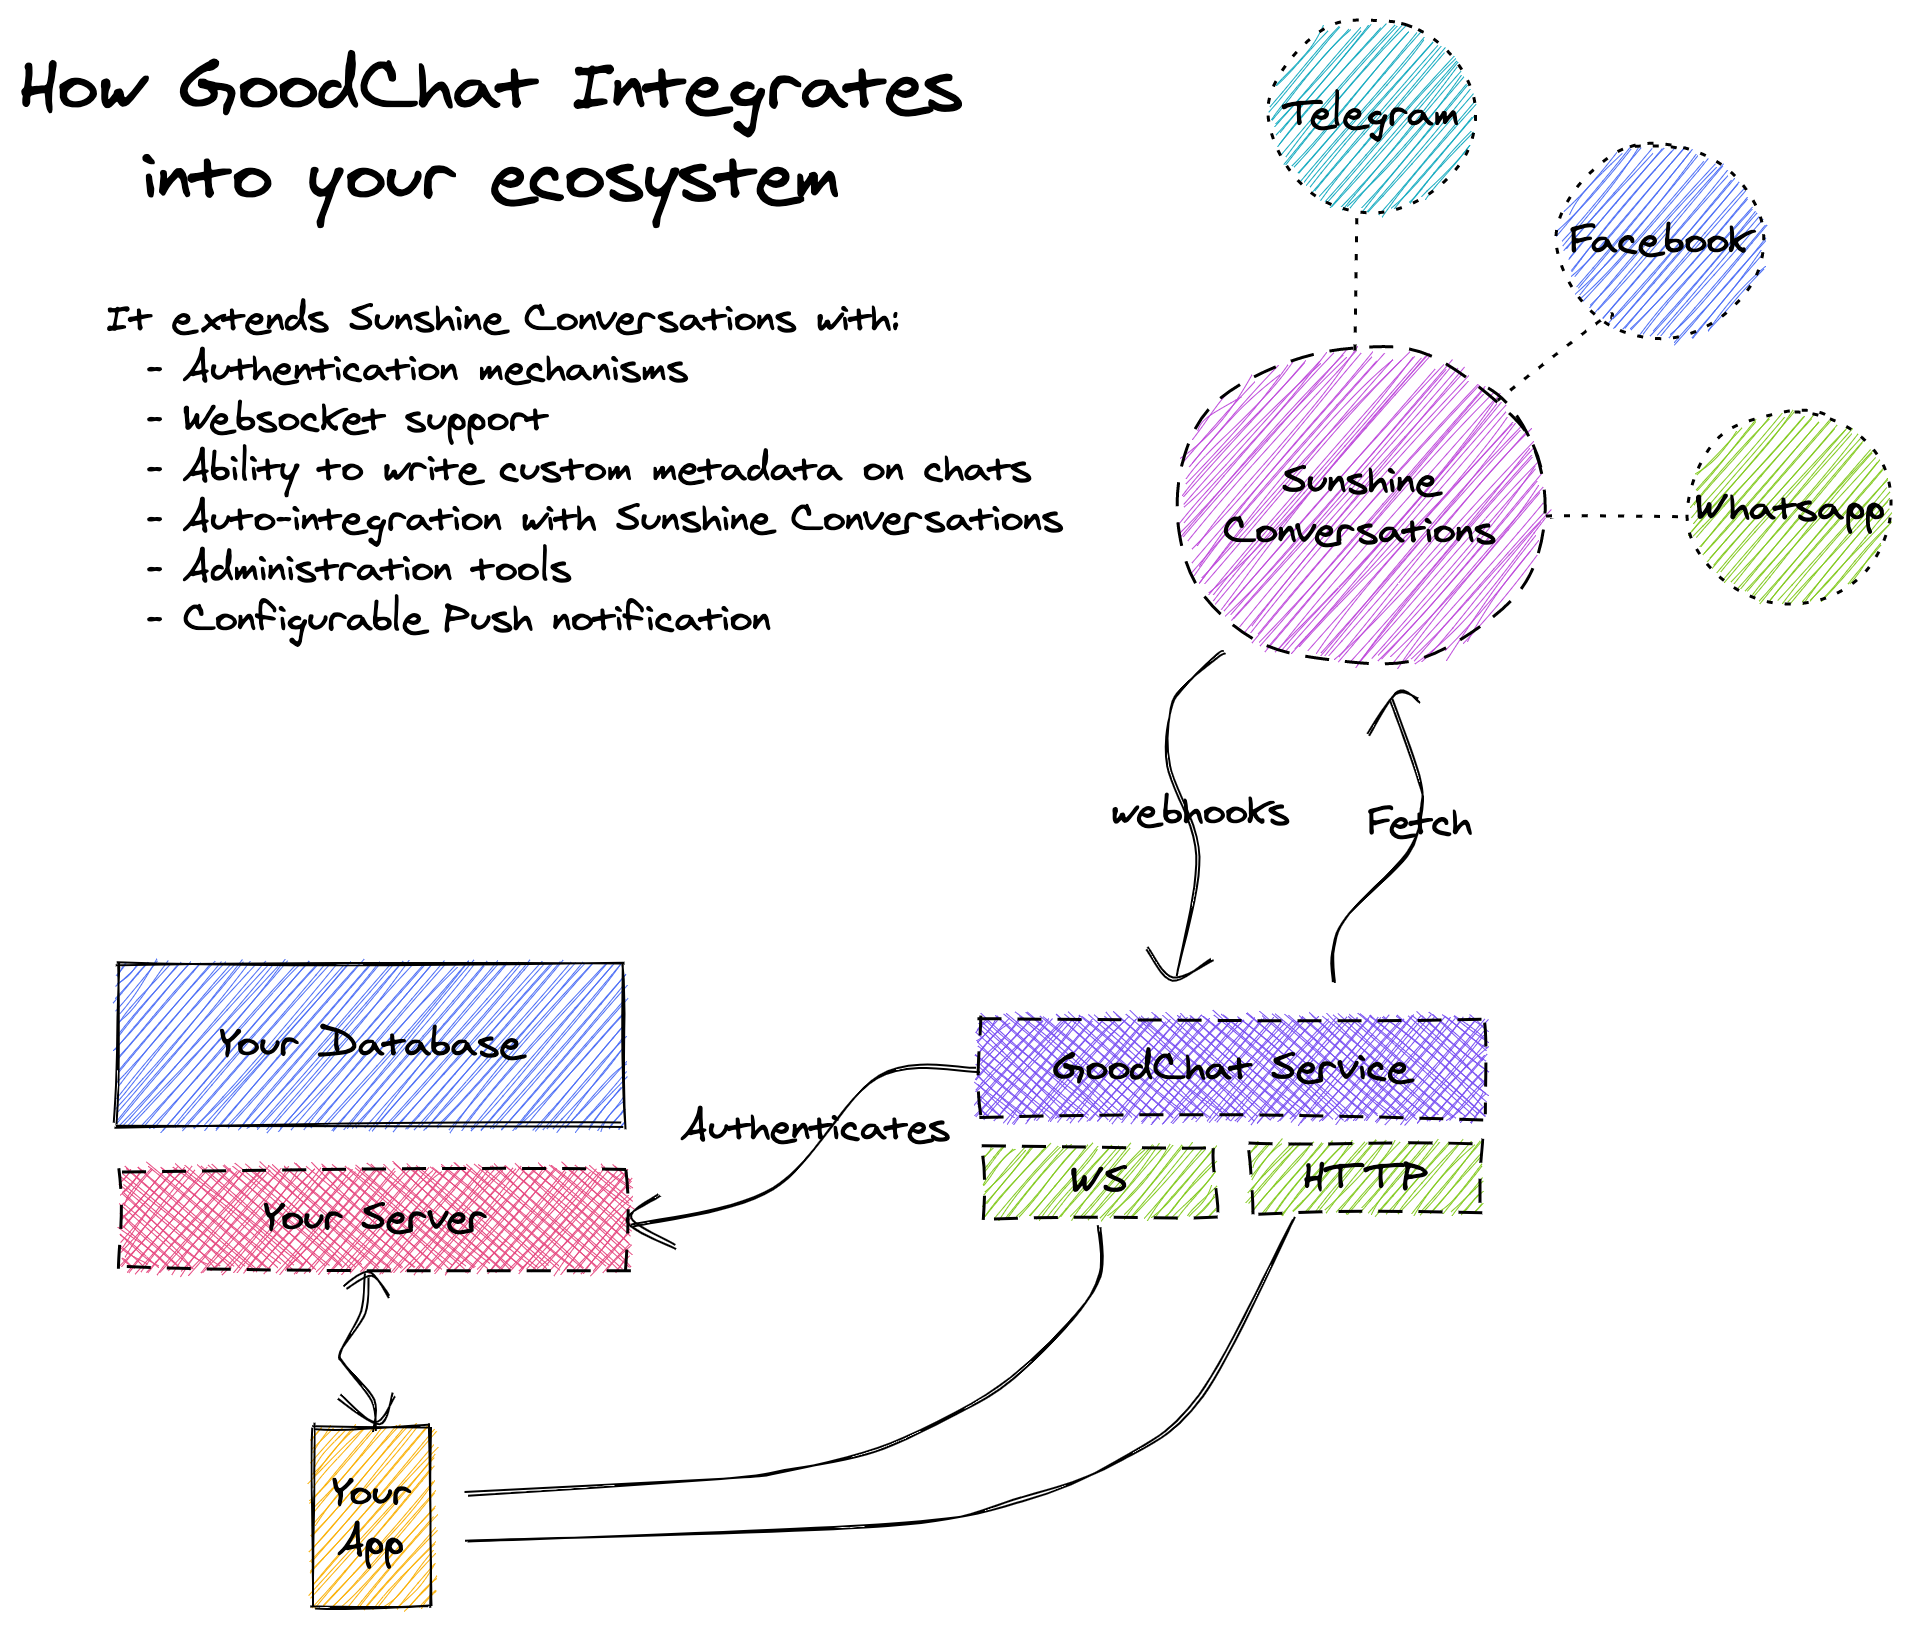 How GoodChat Integrates
into your ecosystem
It extends Sunshine Conversations with:
- Authentication mechanisms
- Websocket support
- Ability to write custom metadata on chats
- Auto-integration with Sunshine Conversations
- Administration tools
- Configurable Push notification
Telegram
Facebook
Whatsapp
Sunshine
Conversations
webhooks
Fetch
Your Database
GoodChat Service
Authenticates
WS
HTTP
Your Server
Your
App